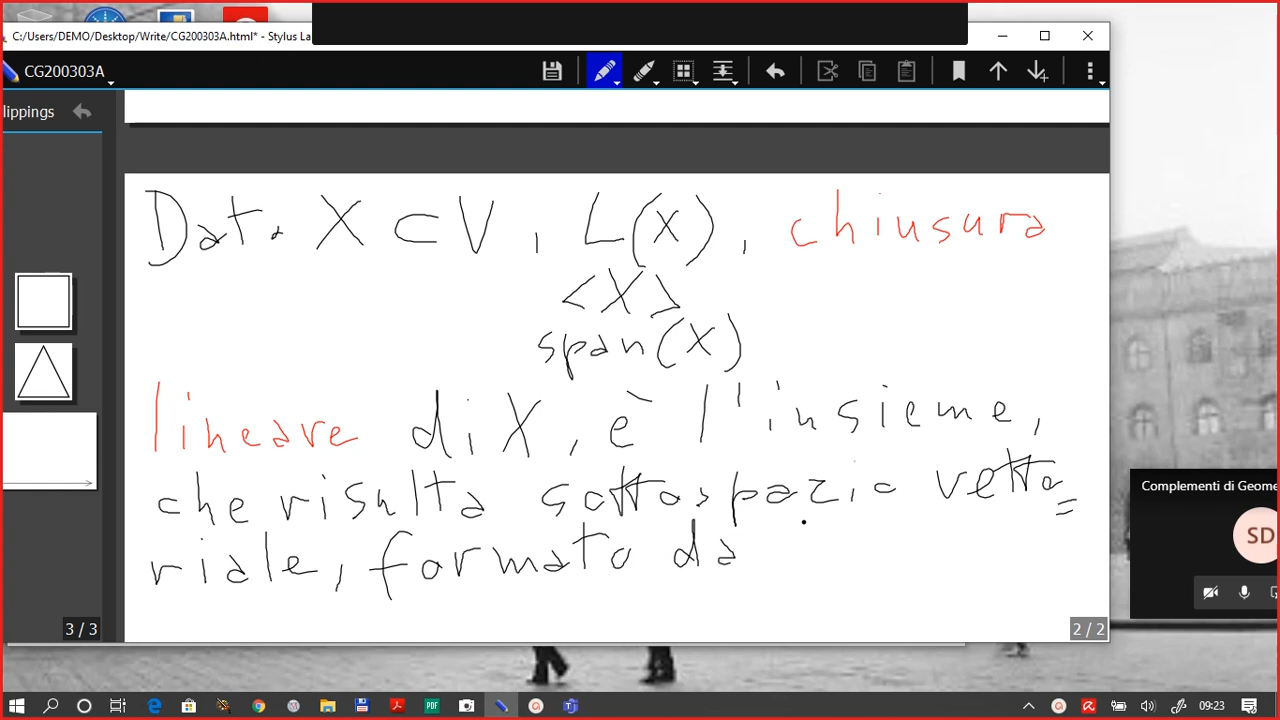 C:/Users/DEMO/Desktop/Write/CG200303A.html* - Stylus La
CG200303A
lippings
Dato X ⊂ V, L(X), chiusura
<X>
span(X)
lineare di X, è l'insieme,
che risulta sottospazio vetto=
riale, formato da
3 / 3
2 / 2
Complementi di Geome
SD
PDF
09:23